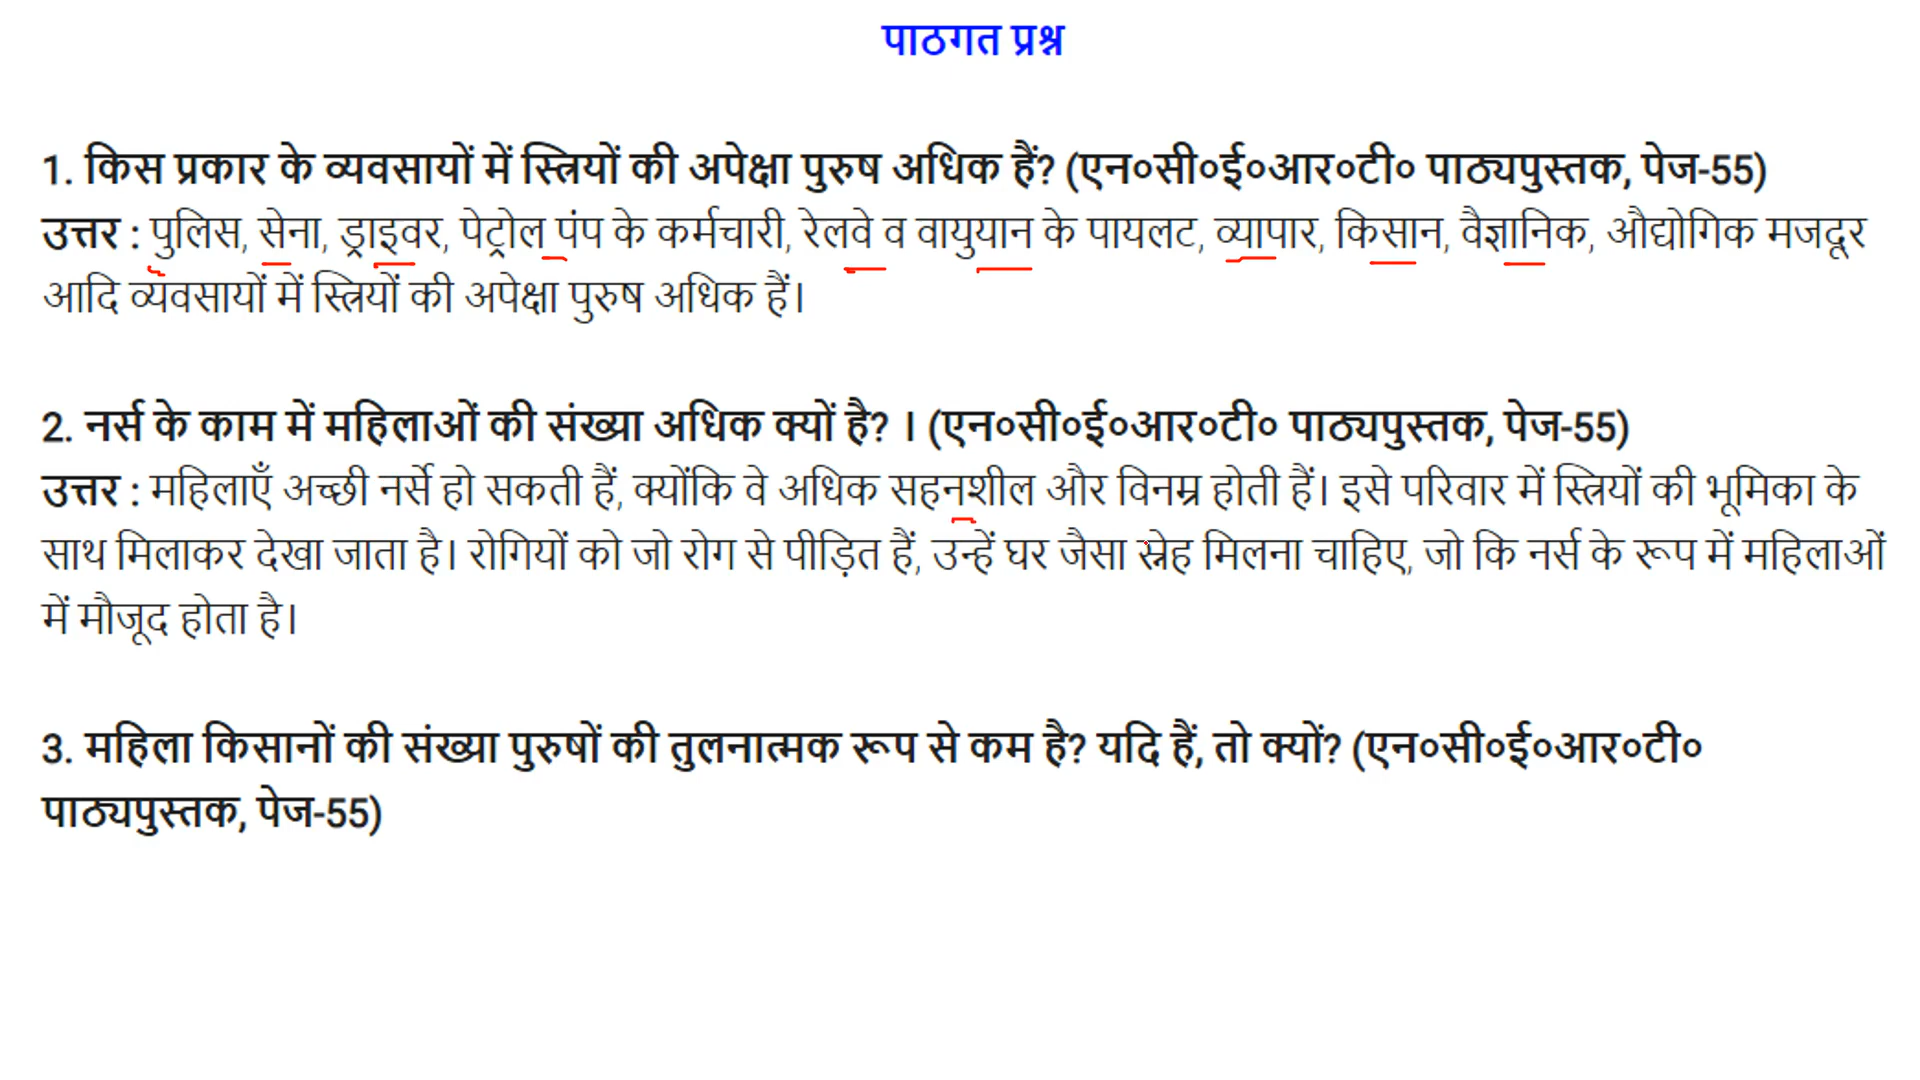 पाठगत प्रश्न
1. किस प्रकार के व्यवसायों में स्त्रियों की अपेक्षा पुरुष अधिक हैं? (एन०सी०ई०आर०टी० पाठ्यपुस्तक, पेज-55)
उत्तर : पुलिस, सेना, ड्राइवर, पेट्रोल पंप के कर्मचारी, रेलवे व वायुयान के पायलट, व्यापार, किसान, वैज्ञानिक, औद्योगिक मजदूर
आदि व्यवसायों में स्त्रियों की अपेक्षा पुरुष अधिक हैं।
2. नर्स के काम में महिलाओं की संख्या अधिक क्यों है? । (एन०सी०ई०आर०टी० पाठ्यपुस्तक, पेज-55)
उत्तर : महिलाएँ अच्छी नर्से हो सकती हैं, क्योंकि वे अधिक सहनशील और विनम्र होती हैं। इसे परिवार में स्त्रियों की भूमिका के
साथ मिलाकर देखा जाता है। रोगियों को जो रोग से पीड़ित हैं, उन्हें घर जैसा स्नेह मिलना चाहिए, जो कि नर्स के रूप में महिलाओं
में मौजूद होता है।
3. महिला किसानों की संख्या पुरुषों की तुलनात्मक रूप से कम है? यदि हैं, तो क्यों? (एन०सी०ई०आर०टी०
पाठ्यपुस्तक, पेज-55)